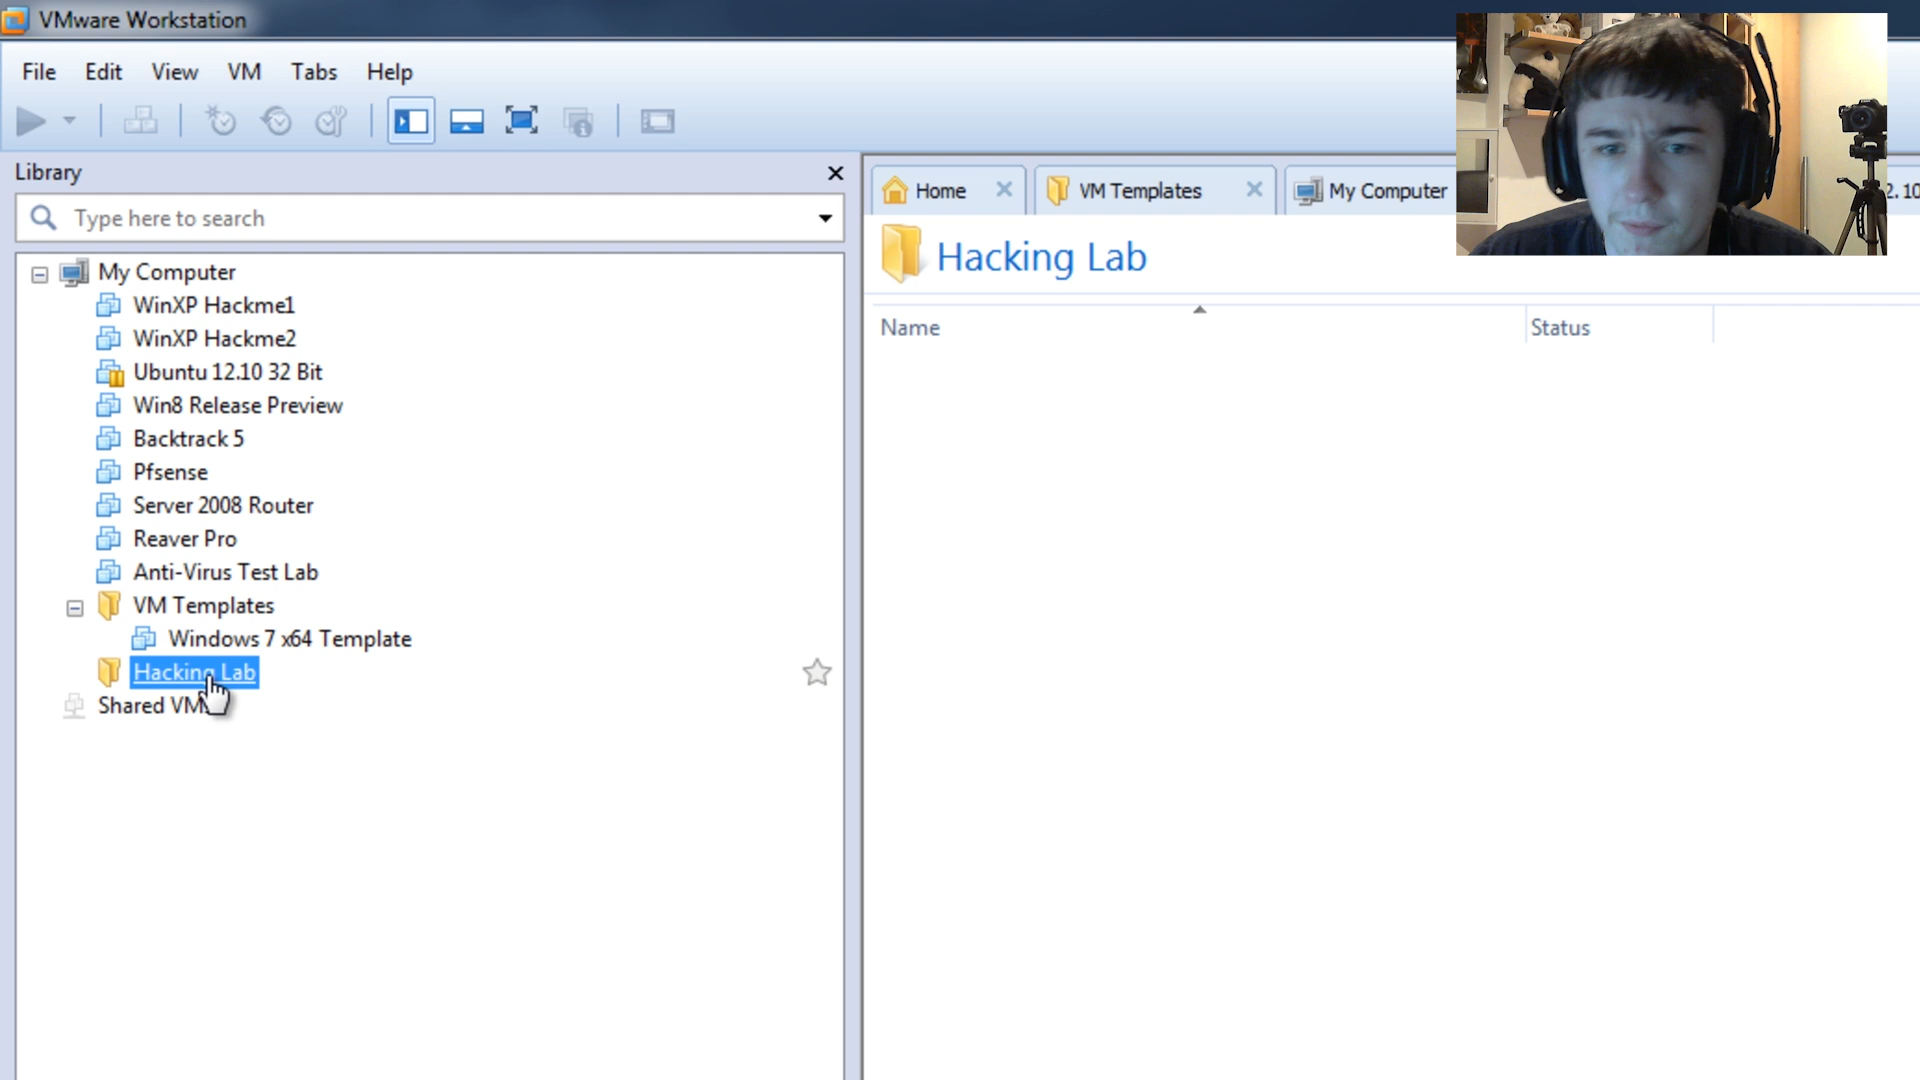 VMware Workstation
File Edit View VM Tabs Help
Library
Type here to search
My Computer
WinXP Hackme1
WinXP Hackme2
Ubuntu 12.10 32 Bit
Win8 Release Preview
Backtrack 5
Pfsense
Server 2008 Router
Reaver Pro
Anti-Virus Test Lab
VM Templates
Windows 7 x64 Template
Hacking Lab
Shared VM
Home
VM Templates
My Computer
2.10
Hacking Lab
Name
Status